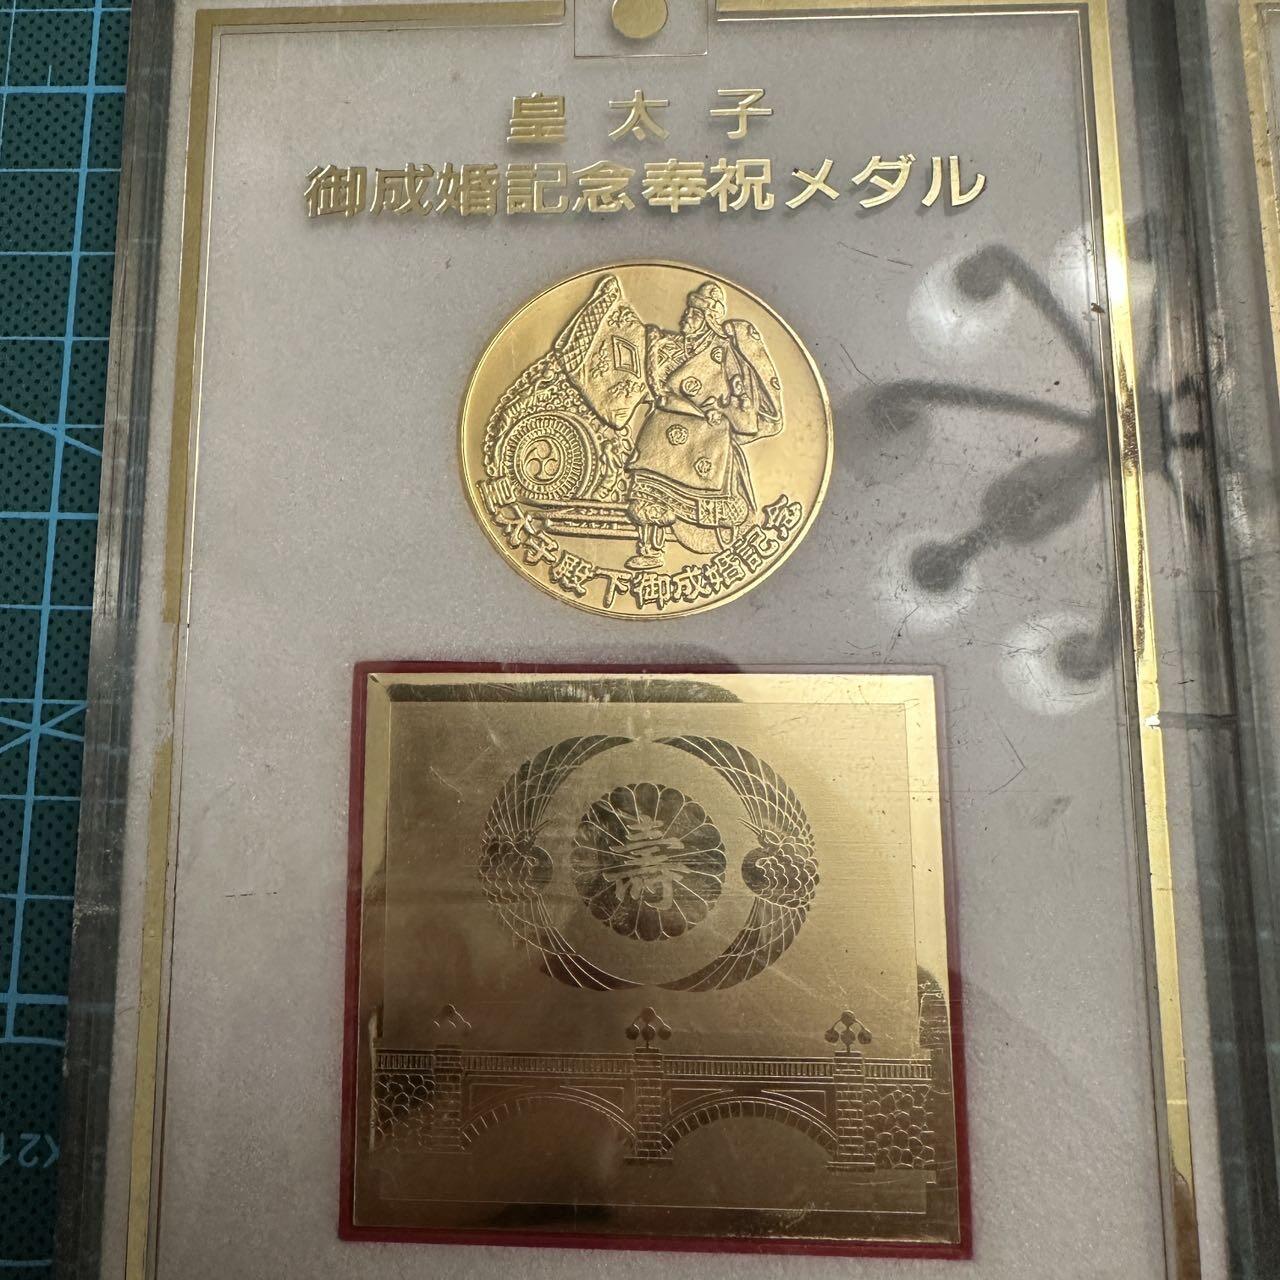 皇太子
御成婚記念奉祝メダル
皇太子殿下御成婚記念
寿